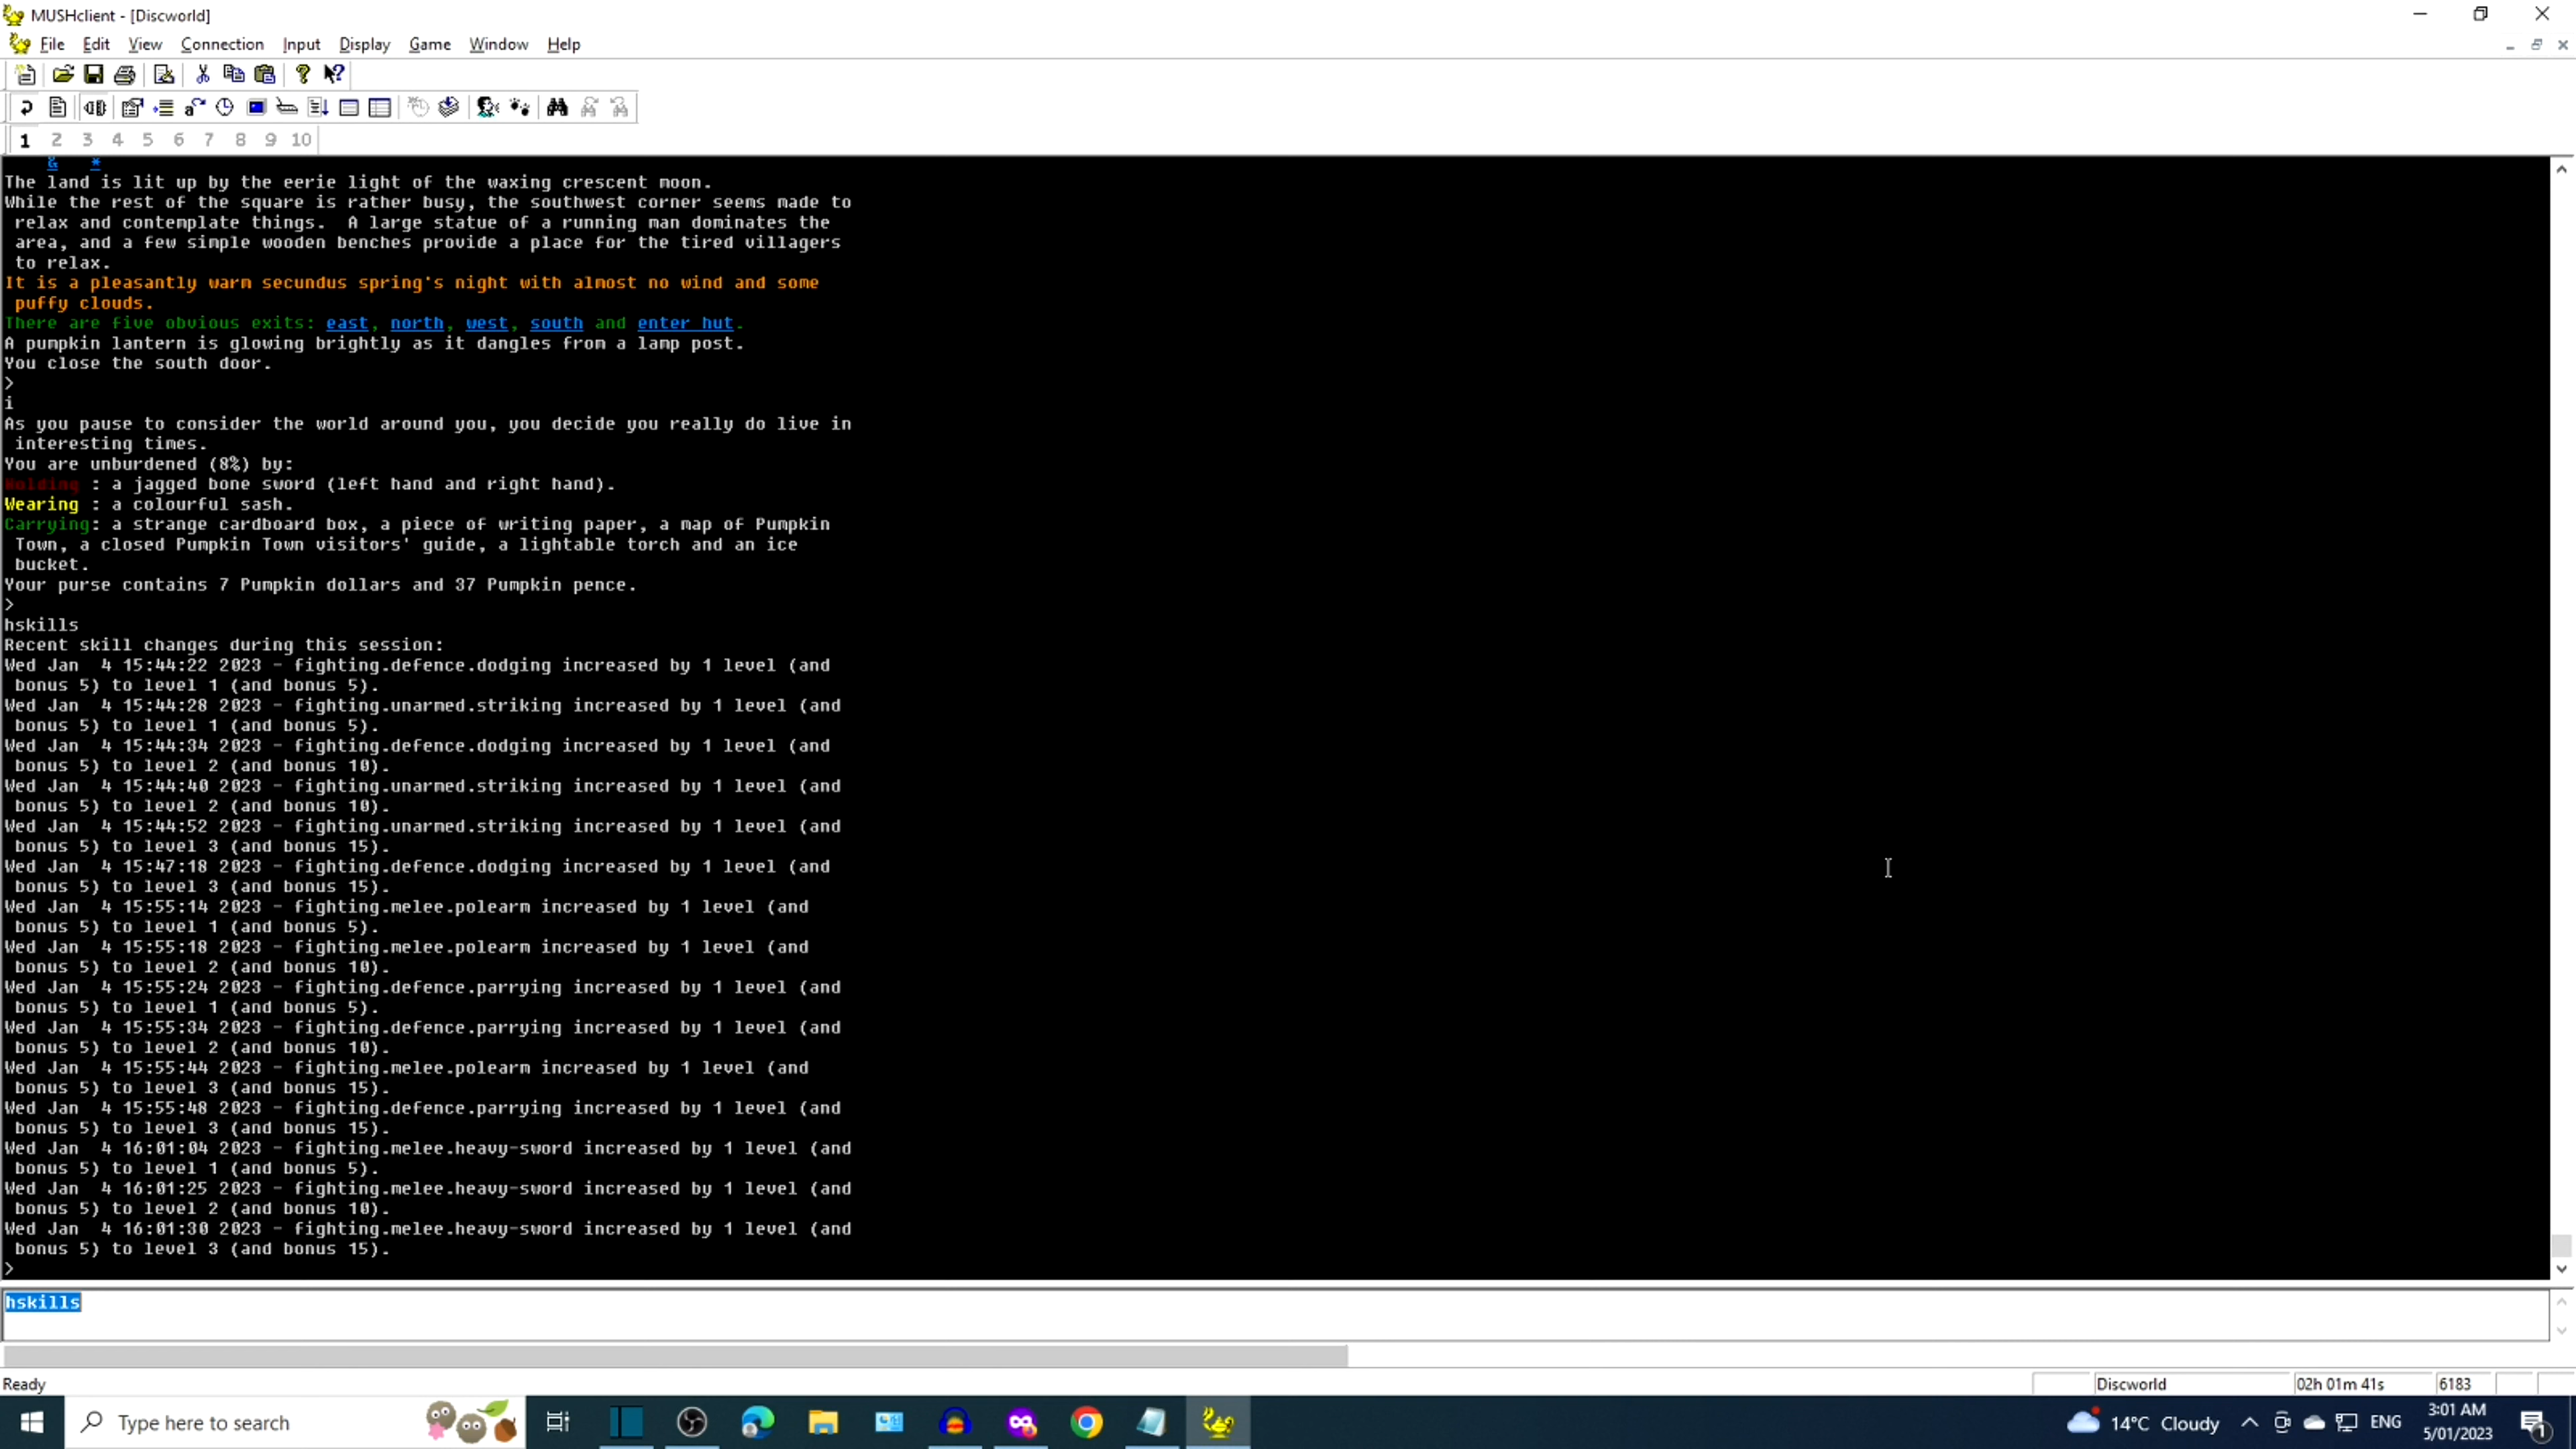 MUSHclient - [Discworld]
File Edit View Connection Input Display Game Window Help
1 2 3 4 5 6 7 8 9 10
& *
The land is lit up by the eerie light of the waxing crescent moon.
While the rest of the square is rather busy, the southwest corner seems made to
relax and contemplate things.  A large statue of a running man dominates the
area, and a few simple wooden benches provide a place for the tired villagers
to relax.
It is a pleasantly warm secundus spring's night with almost no wind and some
puffy clouds.
There are five obvious exits: east, north, west, south and enter hut.
A pumpkin lantern is glowing brightly as it dangles from a lamp post.
You close the south door.
>
i
As you pause to consider the world around you, you decide you really do live in
interesting times.
You are unburdened (8%) by:
Holding : a jagged bone sword (left hand and right hand).
Wearing : a colourful sash.
Carrying: a strange cardboard box, a piece of writing paper, a map of Pumpkin
Town, a closed Pumpkin Town visitors' guide, a lightable torch and an ice
bucket.
Your purse contains 7 Pumpkin dollars and 37 Pumpkin pence.
>
hskills
Recent skill changes during this session:
Wed Jan  4 15:44:22 2023 - fighting.defence.dodging increased by 1 level (and
bonus 5) to level 1 (and bonus 5).
Wed Jan  4 15:44:28 2023 - fighting.unarmed.striking increased by 1 level (and
bonus 5) to level 1 (and bonus 5).
Wed Jan  4 15:44:34 2023 - fighting.defence.dodging increased by 1 level (and
bonus 5) to level 2 (and bonus 10).
Wed Jan  4 15:44:40 2023 - fighting.unarmed.striking increased by 1 level (and
bonus 5) to level 2 (and bonus 10).
Wed Jan  4 15:44:52 2023 - fighting.unarmed.striking increased by 1 level (and
bonus 5) to level 3 (and bonus 15).
Wed Jan  4 15:47:18 2023 - fighting.defence.dodging increased by 1 level (and
bonus 5) to level 3 (and bonus 15).
Wed Jan  4 15:55:14 2023 - fighting.melee.polearm increased by 1 level (and
bonus 5) to level 1 (and bonus 5).
Wed Jan  4 15:55:18 2023 - fighting.melee.polearm increased by 1 level (and
bonus 5) to level 2 (and bonus 10).
Wed Jan  4 15:55:24 2023 - fighting.defence.parrying increased by 1 level (and
bonus 5) to level 1 (and bonus 5).
Wed Jan  4 15:55:34 2023 - fighting.defence.parrying increased by 1 level (and
bonus 5) to level 2 (and bonus 10).
Wed Jan  4 15:55:44 2023 - fighting.melee.polearm increased by 1 level (and
bonus 5) to level 3 (and bonus 15).
Wed Jan  4 15:55:48 2023 - fighting.defence.parrying increased by 1 level (and
bonus 5) to level 3 (and bonus 15).
Wed Jan  4 16:01:04 2023 - fighting.melee.heavy-sword increased by 1 level (and
bonus 5) to level 1 (and bonus 5).
Wed Jan  4 16:01:25 2023 - fighting.melee.heavy-sword increased by 1 level (and
bonus 5) to level 2 (and bonus 10).
Wed Jan  4 16:01:30 2023 - fighting.melee.heavy-sword increased by 1 level (and
bonus 5) to level 3 (and bonus 15).
>
hskills
Ready Discworld 02h 01m 41s 6183
Type here to search 14°C Cloudy ENG 3:01 AM
5/01/2023 1